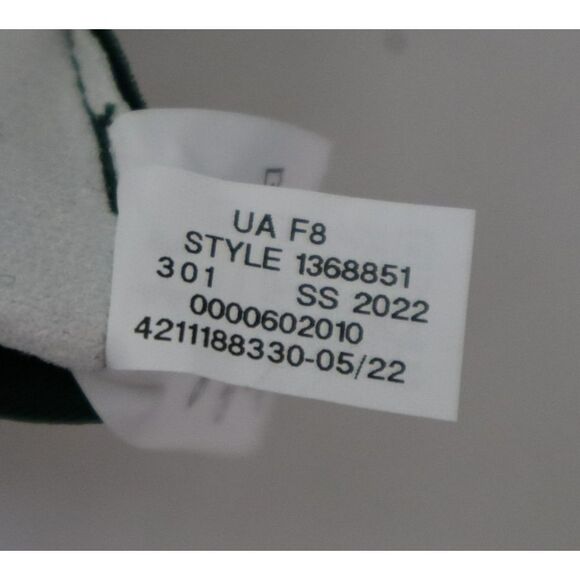 UA F8
STYLE 1368851
301 SS 2022
0000602010
4211188330-05/22